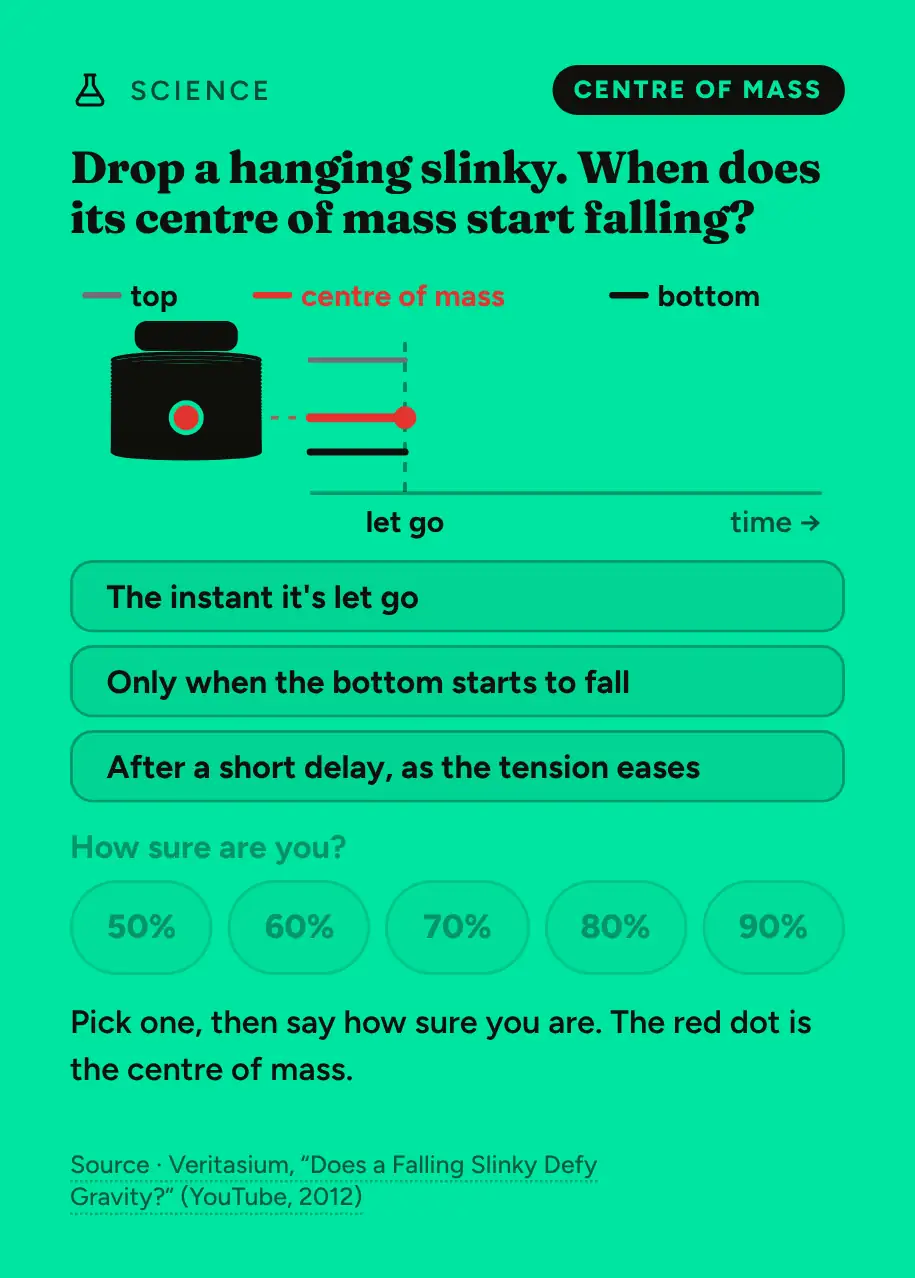 SCIENCE
CENTRE OF MASS
Drop a hanging slinky. When does
its centre of mass start falling?
top
centre of mass
bottom
let go
time →
The instant it's let go
Only when the bottom starts to fall
After a short delay, as the tension eases
How sure are you?
50%
60%
70%
80%
90%
Pick one, then say how sure you are. The red dot is
the centre of mass.
Source · Veritasium, “Does a Falling Slinky Defy
Gravity?” (YouTube, 2012)